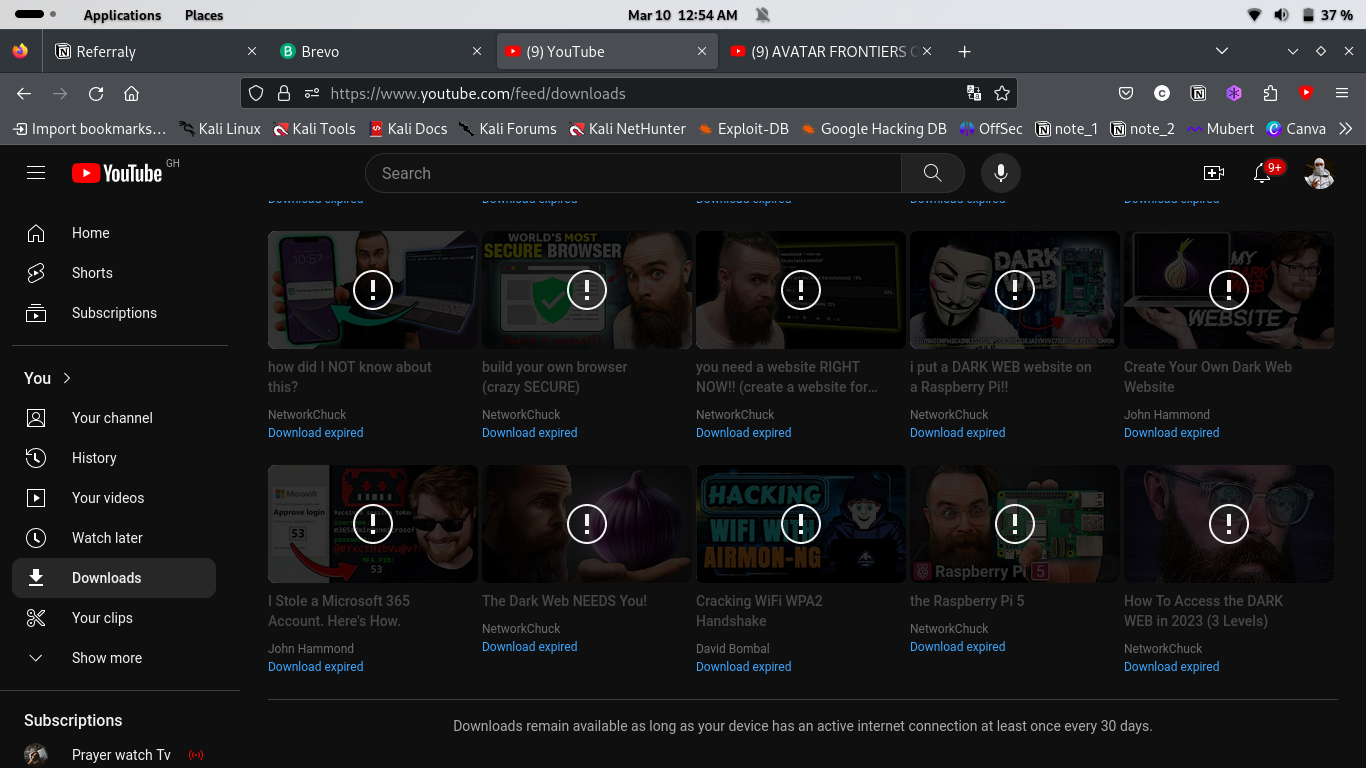 Applications Places Mar 10 12:54 AM 37 %
Referraly Brevo (9) YouTube (9) AVATAR FRONTIERS
https://www.youtube.com/feed/downloads
Import bookmarks… Kali Linux Kali Tools Kali Docs Kali Forums Kali NetHunter Exploit-DB Google Hacking DB OffSec note_1 note_2 Mubert Canva
YouTube GH Search 9+
Download expired Download expired Download expired Download expired Download expired
Home
Shorts
Subscriptions
You
Your channel
History
Your videos
Watch later
Downloads
Your clips
Show more
Subscriptions
Prayer watch Tv
10:57
WORLD'S MOST
SECURE BROWSER
DARK
WEB
MY
DARK WEB
WEBSITE
how did I NOT know about
this?
NetworkChuck
Download expired
build your own browser
(crazy SECURE)
NetworkChuck
Download expired
you need a website RIGHT
NOW!! (create a website for…
NetworkChuck
Download expired
i put a DARK WEB website on
a Raspberry Pi!!
NetworkChuck
Download expired
Create Your Own Dark Web
Website
John Hammond
Download expired
Microsoft
Approve login
53
MFA PIN:
53
HACKING
WIFI WITH
AIRMON-NG
Raspberry Pi 5
I Stole a Microsoft 365
Account. Here's How.
John Hammond
Download expired
The Dark Web NEEDS You!
NetworkChuck
Download expired
Cracking WiFi WPA2
Handshake
David Bombal
Download expired
the Raspberry Pi 5
NetworkChuck
Download expired
How To Access the DARK
WEB in 2023 (3 Levels)
NetworkChuck
Download expired
Downloads remain available as long as your device has an active internet connection at least once every 30 days.